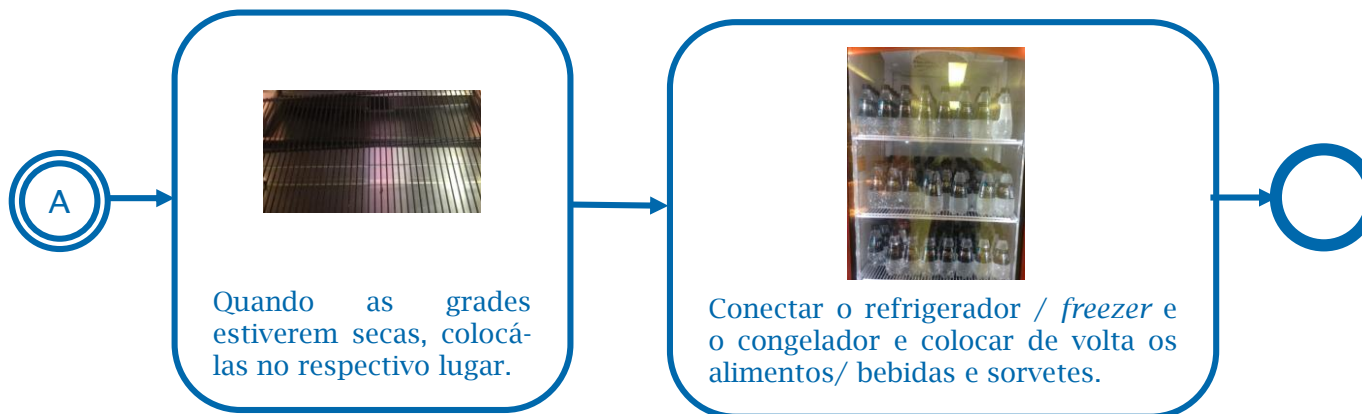 A
Quando as grades
estiverem secas, colocá-
las no respectivo lugar.
Conectar o refrigerador / freezer e
o congelador e colocar de volta os
alimentos/ bebidas e sorvetes.